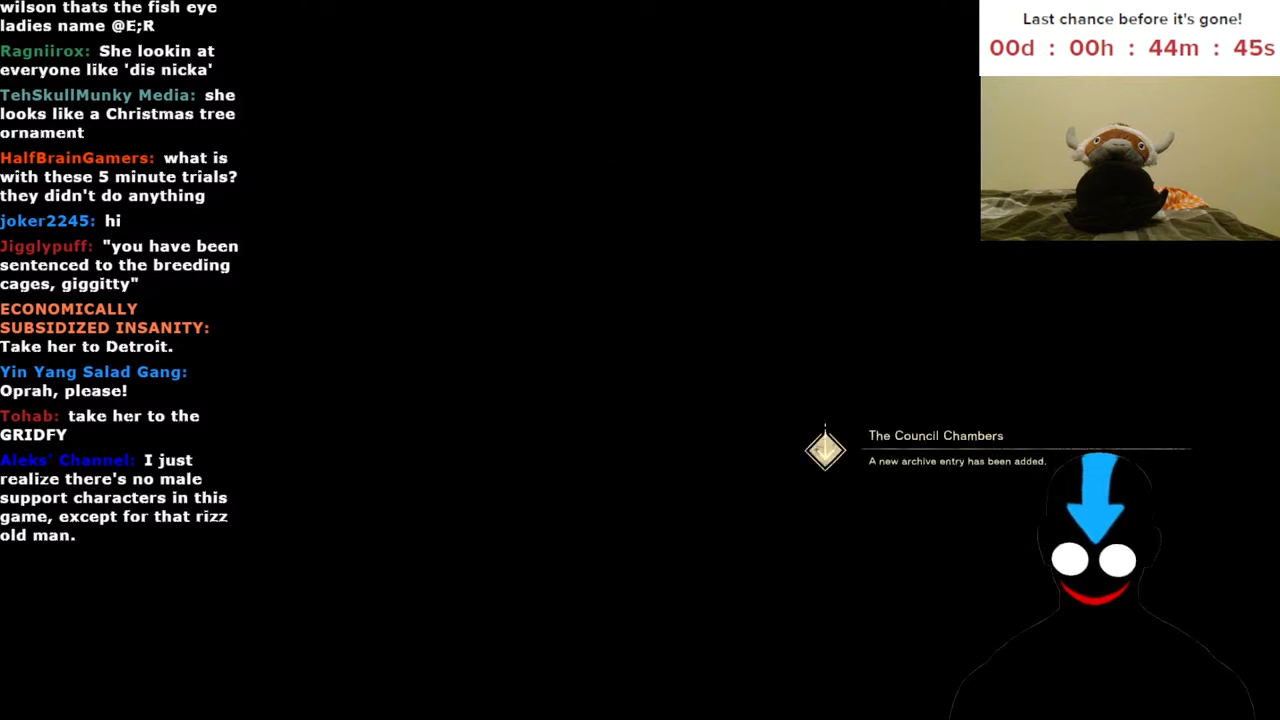 wilson thats the fish eye
ladies name @E;R
Ragniirox: She lookin at
everyone like 'dis nicka'
TehSkullMunky Media: she
looks like a Christmas tree
ornament
HalfBrainGamers: what is
with these 5 minute trials?
they didn't do anything
joker2245: hi
Jigglypuff: "you have been
sentenced to the breeding
cages, giggitty"
ECONOMICALLY
SUBSIDIZED INSANITY:
Take her to Detroit.
Yin Yang Salad Gang:
Oprah, please!
Tohab: take her to the
GRIDFY
Aleks' Channel: I just
realize there's no male
support characters in this
game, except for that rizz
old man.
Last chance before it's gone!
00d : 00h : 44m : 45s
The Council Chambers
A new archive entry has been added.